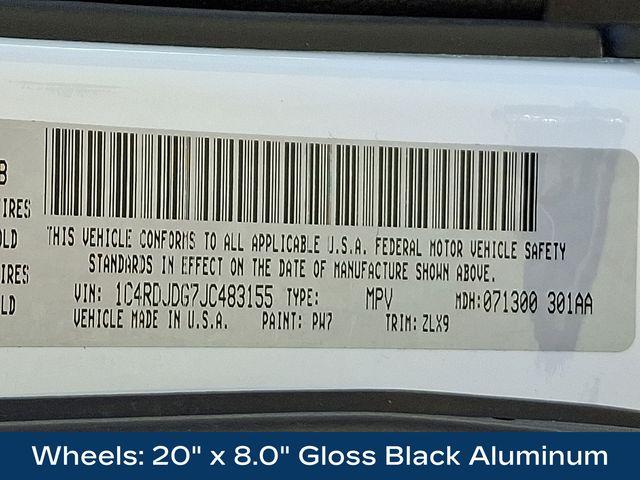 B
IRES
OLD
IRES
LD
THIS VEHICLE CONFORMS TO ALL APPLICABLE U.S.A. FEDERAL MOTOR VEHICLE SAFETY
STANDARDS IN EFFECT ON THE DATE OF MANUFACTURE SHOWN ABOVE.
VIN: 1C4RDJDG7JC483155 TYPE: MPV MDH:071300 301AA
VEHICLE MADE IN U.S.A. PAINT: PW7 TRIM: ZLX9
Wheels: 20" x 8.0" Gloss Black Aluminum